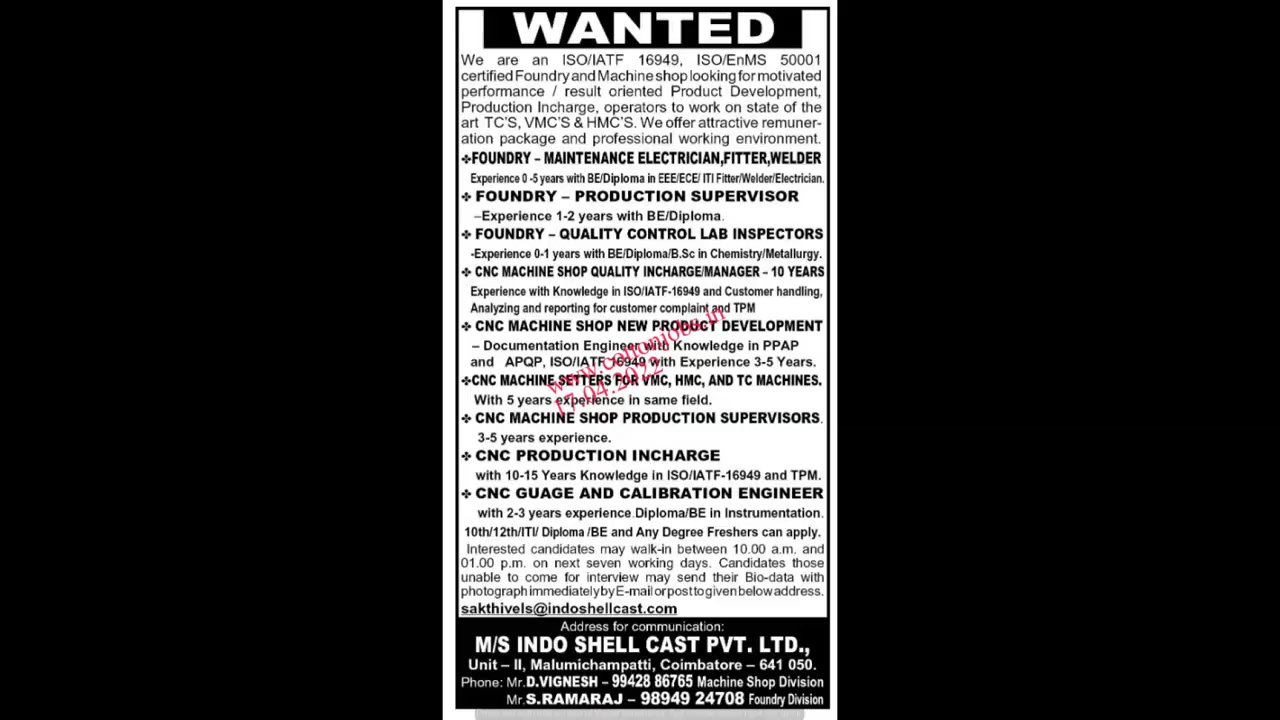 WANTED
We are an ISO/IATF 16949, ISO/EnMS 50001
certified Foundry and Machine shop looking for motivated
performance / result oriented Product Development,
Production Incharge, operators to work on state of the
art TC'S, VMC'S & HMC'S. We offer attractive remuner-
ation package and professional working environment.
❖FOUNDRY – MAINTENANCE ELECTRICIAN,FITTER,WELDER
Experience 0 -5 years with BE/Diploma in EEE/ECE/ ITI Fitter/Welder/Electrician.
❖ FOUNDRY – PRODUCTION SUPERVISOR
–Experience 1-2 years with BE/Diploma.
❖ FOUNDRY – QUALITY CONTROL LAB INSPECTORS
-Experience 0-1 years with BE/Diploma/B.Sc in Chemistry/Metallurgy.
❖ CNC MACHINE SHOP QUALITY INCHARGE/MANAGER – 10 YEARS
Experience with Knowledge in ISO/IATF-16949 and Customer handling,
Analyzing and reporting for customer complaint and TPM
❖ CNC MACHINE SHOP NEW PRODUCT DEVELOPMENT
– Documentation Engineer with Knowledge in PPAP
and APQP, ISO/IATF 16949 with Experience 3-5 Years.
❖CNC MACHINE SETTERS FOR VMC, HMC, AND TC MACHINES.
With 5 years experience in same field.
❖ CNC MACHINE SHOP PRODUCTION SUPERVISORS.
3-5 years experience.
❖ CNC PRODUCTION INCHARGE
with 10-15 Years Knowledge in ISO/IATF-16949 and TPM.
❖ CNC GUAGE AND CALIBRATION ENGINEER
with 2-3 years experience Diploma/BE in Instrumentation.
10th/12th/ITI/ Diploma /BE and Any Degree Freshers can apply.
Interested candidates may walk-in between 10.00 a.m. and
01.00 p.m. on next seven working days. Candidates those
unable to come for interview may send their Bio-data with
photograph immediately by E-mail or post to given below address.
sakthivels@indoshellcast.com
Address for communication:
M/S INDO SHELL CAST PVT. LTD.,
Unit – II, Malumichampatti, Coimbatore – 641 050.
Phone: Mr.D.VIGNESH – 99428 86765 Machine Shop Division
Mr.S.RAMARAJ – 98949 24708 Foundry Division
www.cottonjobs.in
17.04.2022